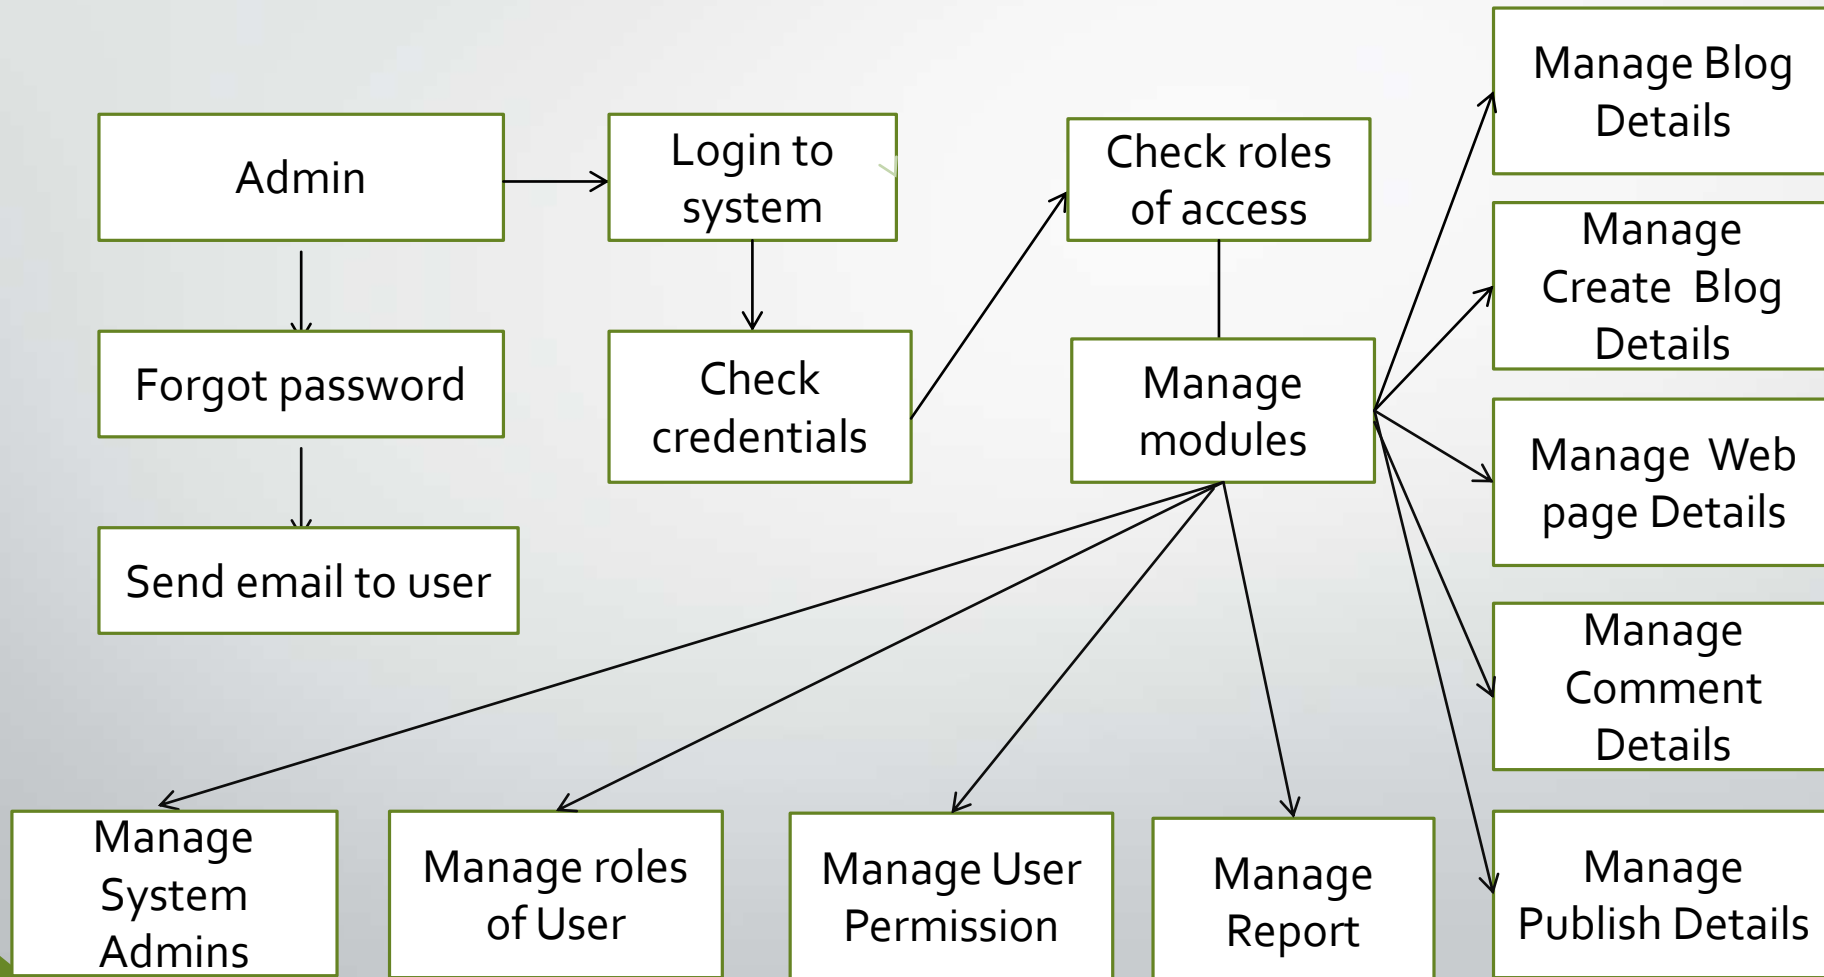 Admin
Login to
system
Check roles
of access
Manage Blog
Details
Manage
Create Blog
Details
Forgot password
Check
credentials
Manage
modules
Manage Web
page Details
Send email to user
Manage
Comment
Details
Manage
System
Admins
Manage roles
of User
Manage User
Permission
Manage
Report
Manage
Publish Details